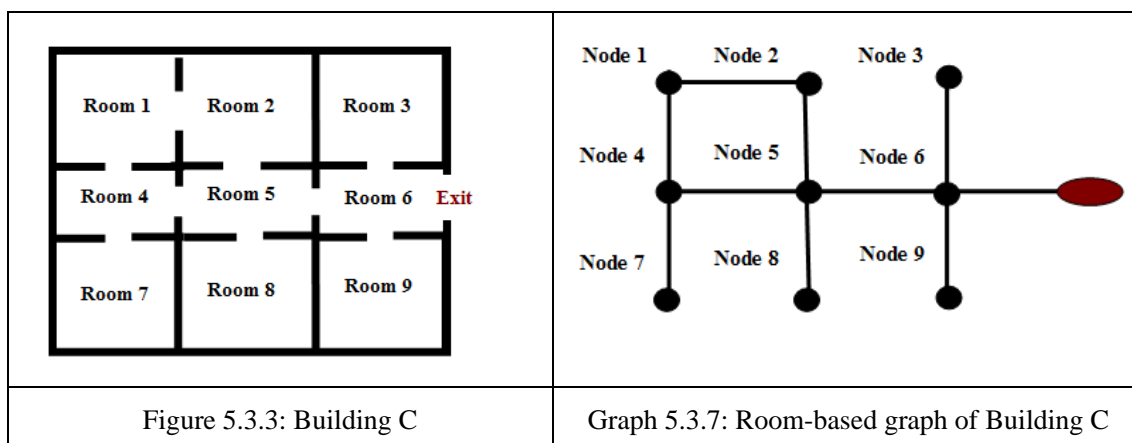 Room 1
Room 2
Room 3
Room 4
Room 5
Room 6
Exit
Room 7
Room 8
Room 9
Node 1
Node 2
Node 3
Node 4
Node 5
Node 6
Node 7
Node 8
Node 9
Figure 5.3.3: Building C
Graph 5.3.7: Room-based graph of Building C